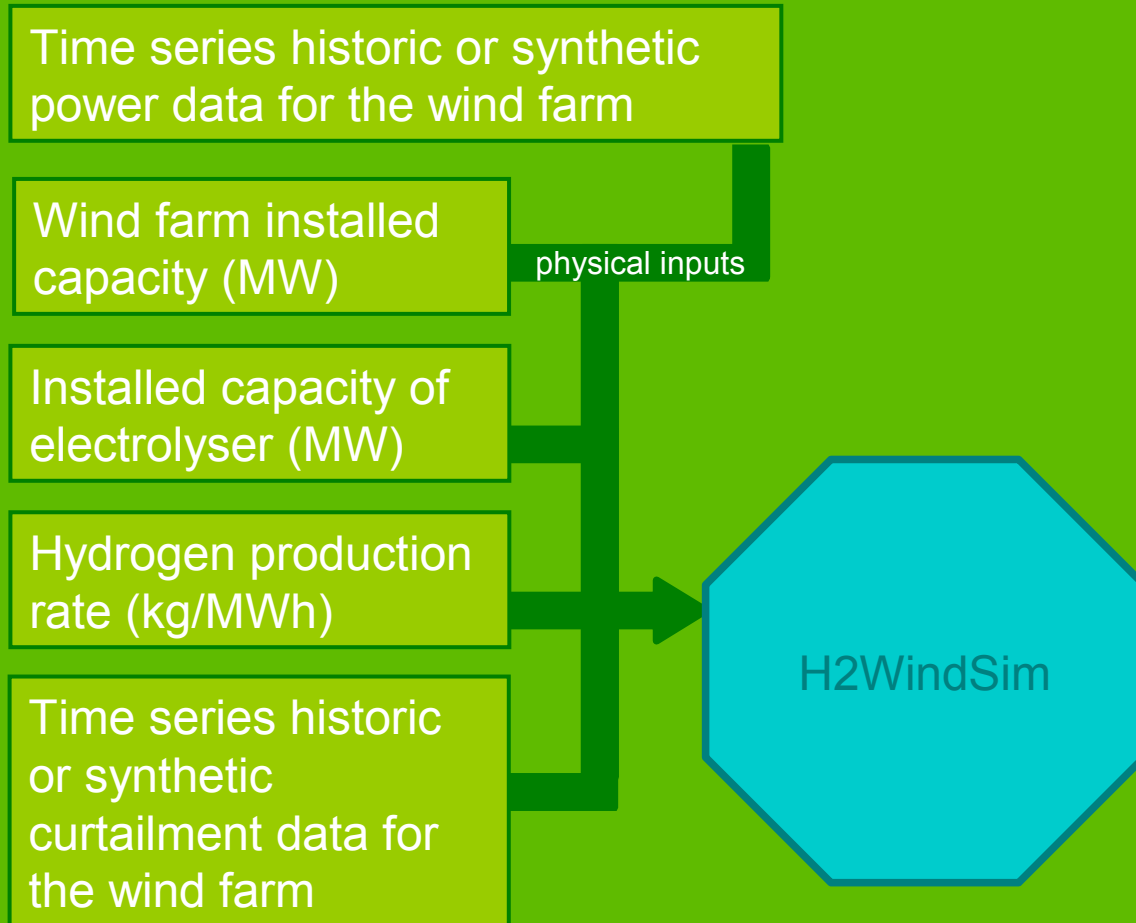 Time series historic or synthetic
power data for the wind farm
Wind farm installed
capacity (MW)
physical inputs
Installed capacity of
electrolyser (MW)
Hydrogen production
rate (kg/MWh)
H2WindSim
Time series historic
or synthetic
curtailment data for
the wind farm